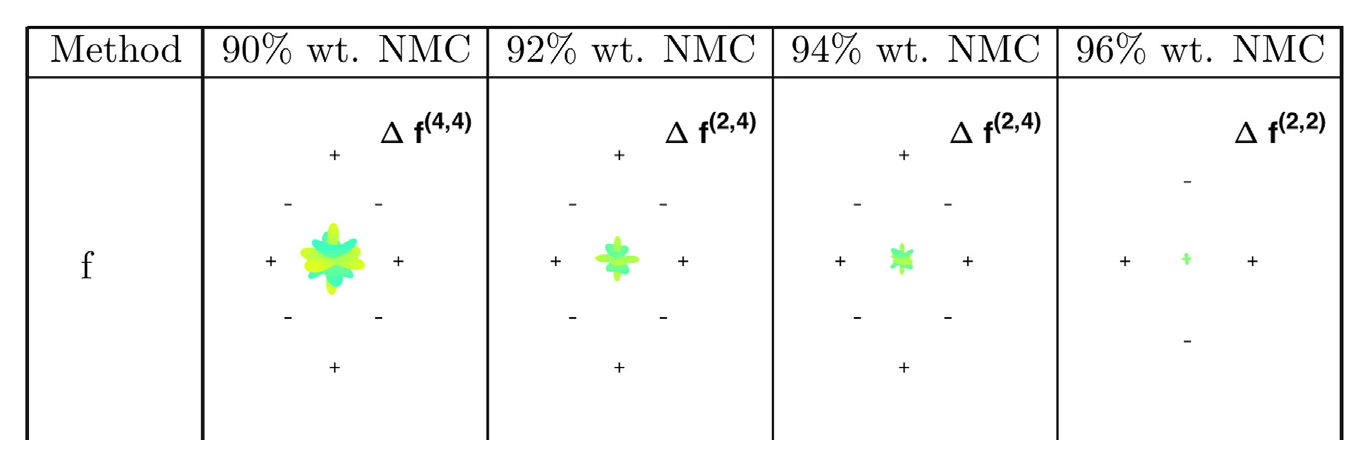 Method 90% wt. NMC 92% wt. NMC 94% wt. NMC 96% wt. NMC
Δ f(4,4) Δ f(2,4) Δ f(2,4) Δ f(2,2)
+ + +
-
- - - - - -
f + + + + + + + +
- - - - - -
-
+ + +